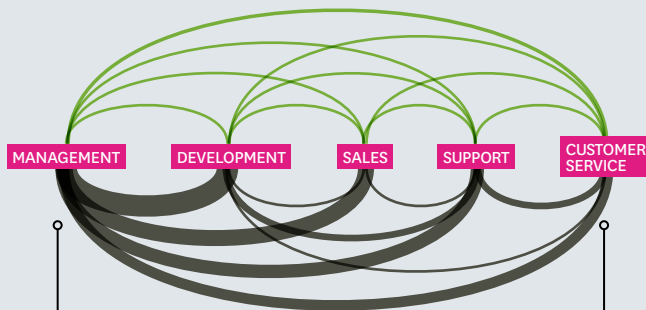 MANAGEMENT
DEVELOPMENT
SALES
SUPPORT
CUSTOMER
SERVICE